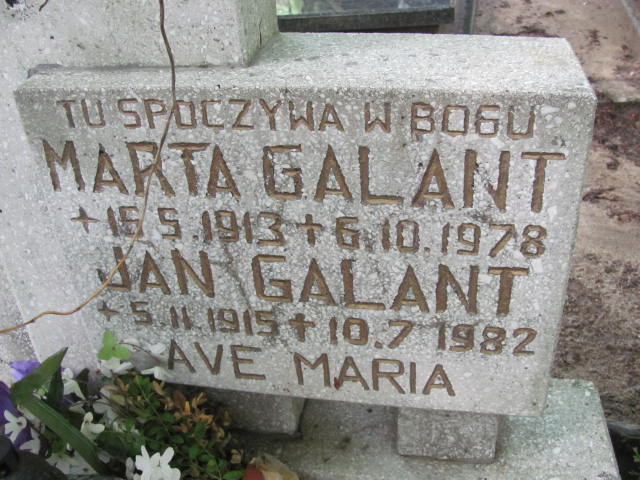 TU SPOCZYWA W BOGU
MARTA GALANT
+ 15.5.1913 + 6.10.1978
JAN GALANT
+ 5.11.1915 + 10.7 1982
AVE MARIA